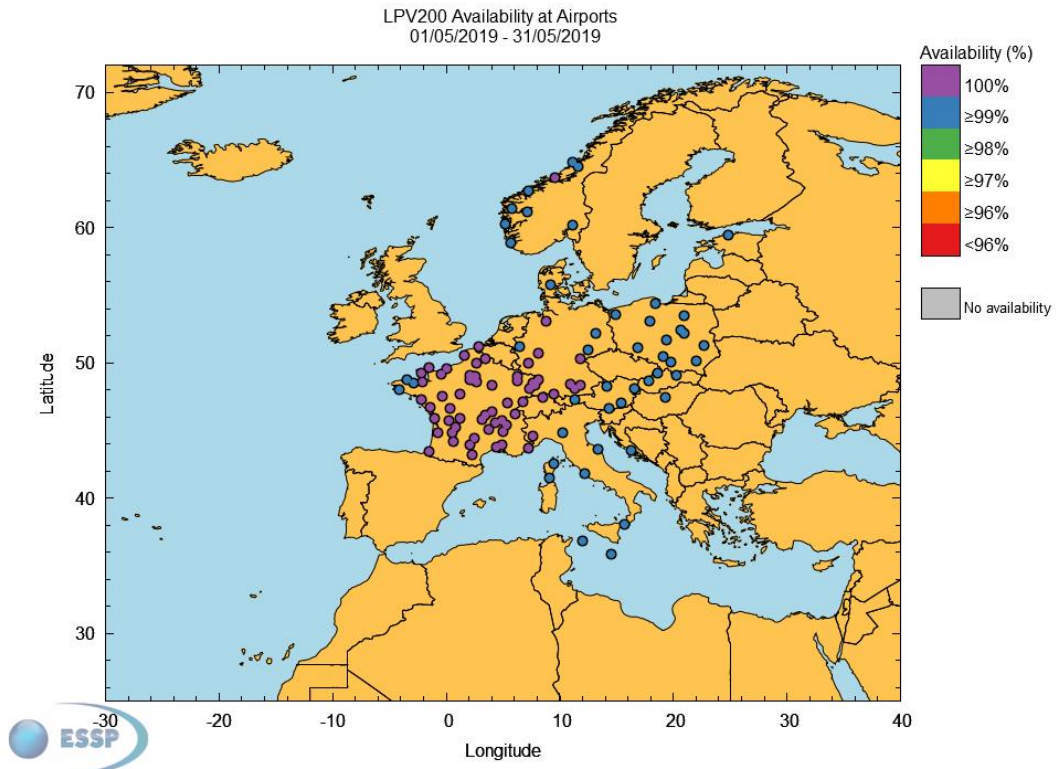 LPV200 Availability at Airports
01/05/2019 - 31/05/2019
Availability (%)
100%
≥99%
≥98%
≥97%
≥96%
<96%
No availability
70
60
50
40
30
Latitude
-30
-20
-10
0
10
20
30
40
Longitude
ESSP